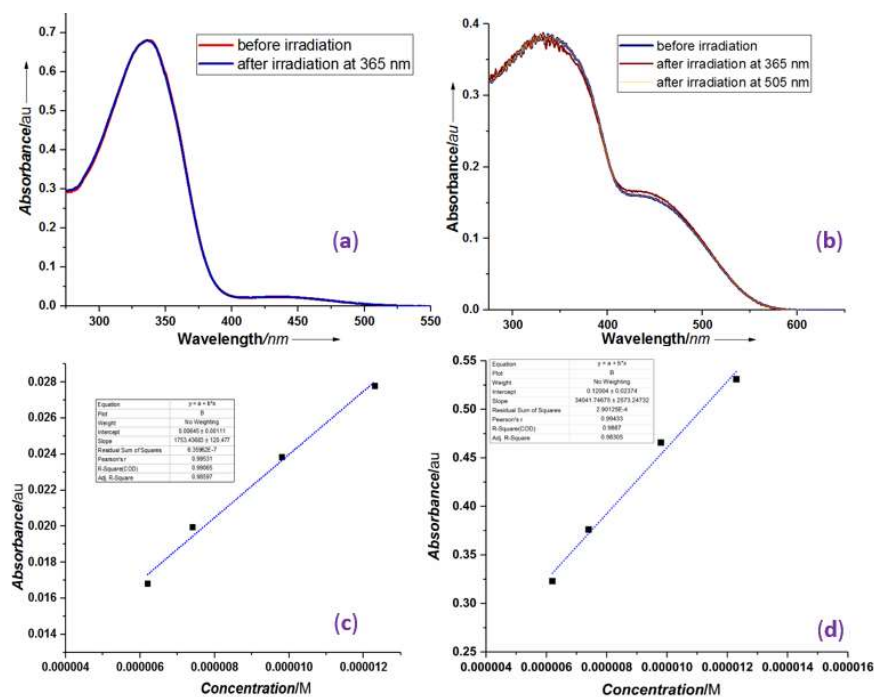 0.7
0.6
0.5
0.4
0.3
0.2
0.1
0.0
Absorbance/au
before irradiation
after irradiation at 365 nm
(a)
300 350 400 450 500 550
Wavelength/nm
0.4
0.3
0.2
0.1
0.0
Absorbance/au
before irradiation
after irradiation at 365 nm
after irradiation at 505 nm
(b)
300 400 500 600
Wavelength/nm
0.028
0.026
0.024
0.022
0.020
0.018
0.016
0.014
Absorbance/au
Equation y = a + b*x
Plot B
Weight No Weighting
Intercept
Slope
Residual Sum of Squares
Pearson's r
R-Square(COD)
Adj. R-Square
(c)
0.000004 0.000006 0.000008 0.000010 0.000012
Concentration/M
0.55
0.50
0.45
0.40
0.35
0.30
0.25
Absorbance/au
Equation y = a + b*x
Plot B
Weight No Weighting
Intercept
Slope
Residual Sum of Squares
Pearson's r
R-Square(COD)
Adj. R-Square
(d)
0.000004 0.000006 0.000008 0.000010 0.000012 0.000014 0.000016
Concentration/M